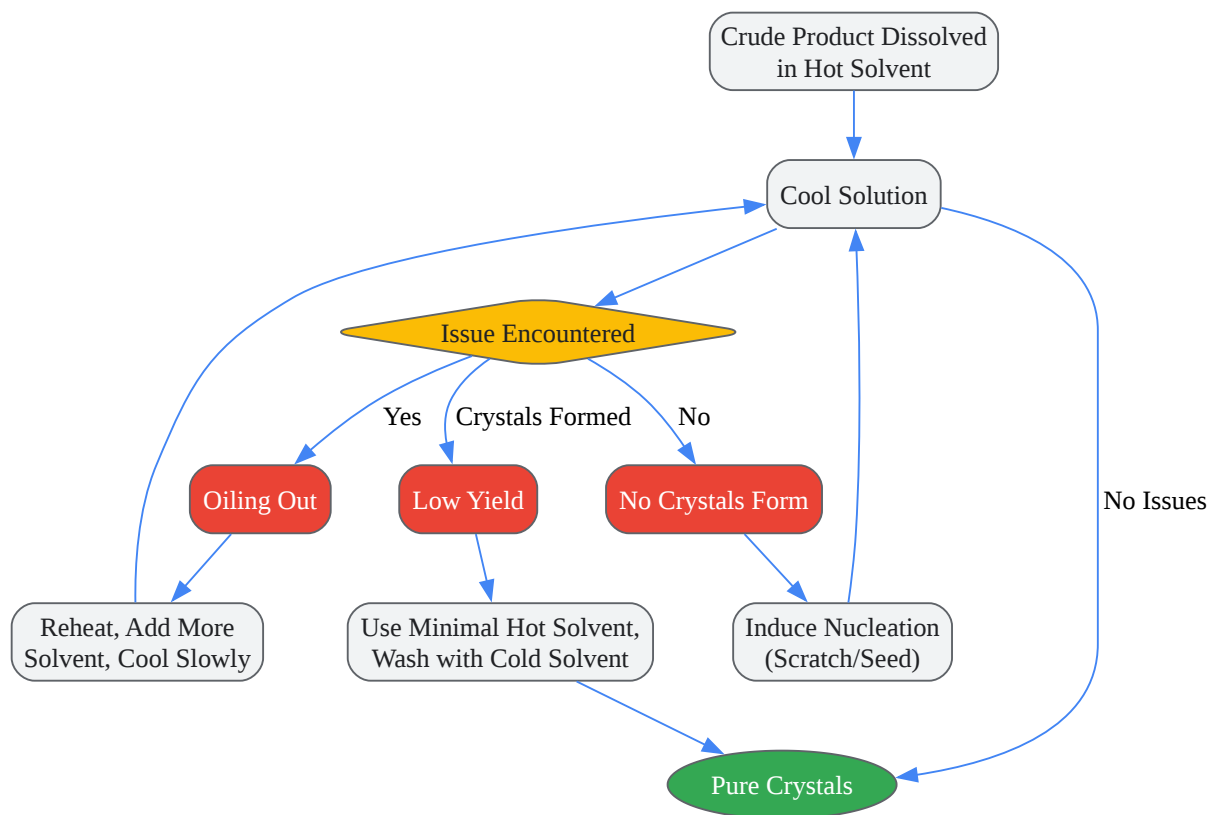 Crude Product Dissolved
in Hot Solvent
Cool Solution
Issue Encountered
Yes
Crystals Formed
No
Oiling Out
Low Yield
No Crystals Form
No Issues
Reheat, Add More
Solvent, Cool Slowly
Use Minimal Hot Solvent,
Wash with Cold Solvent
Induce Nucleation
(Scratch/Seed)
Pure Crystals